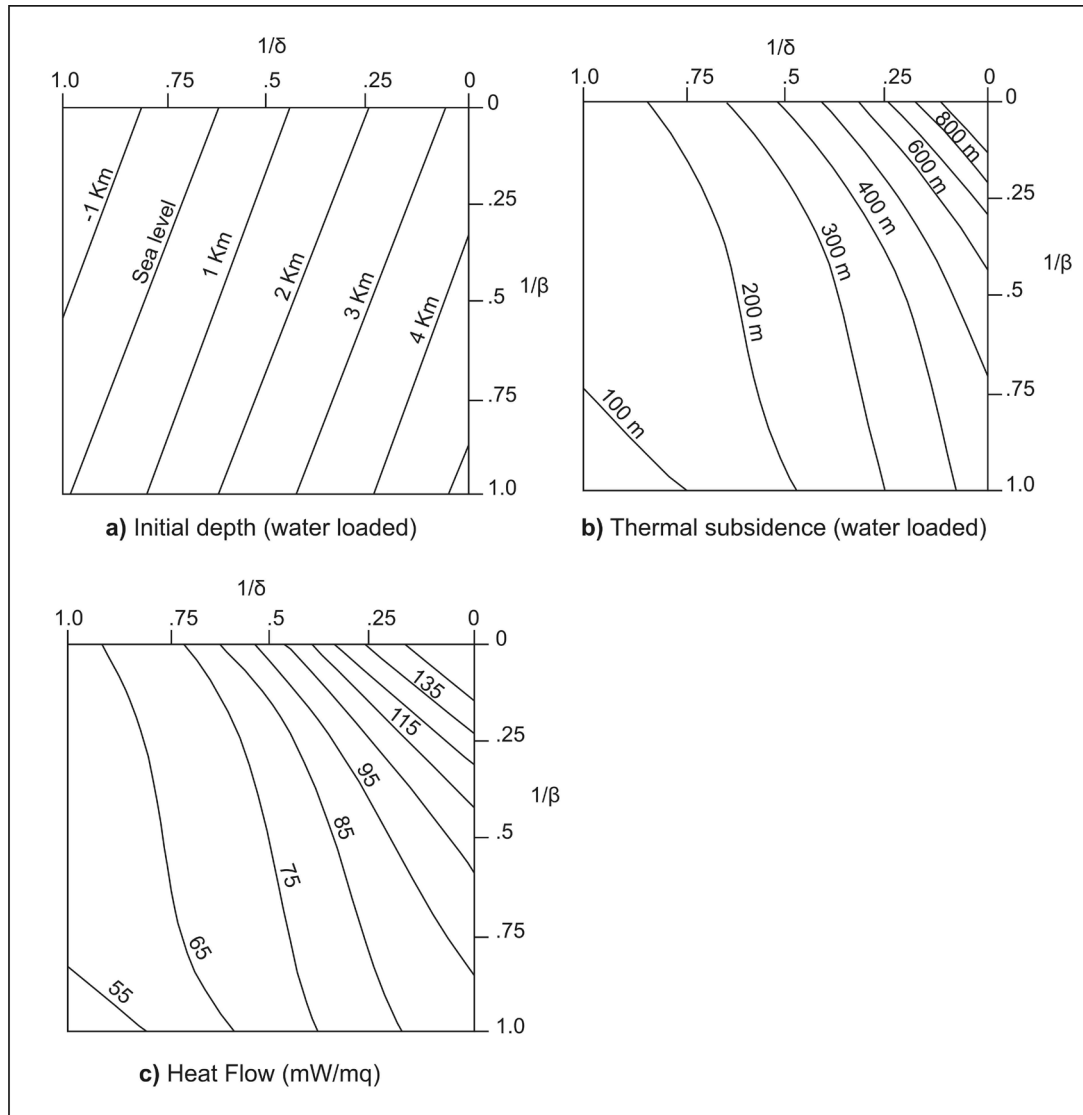 1/δ
1.0 .75 .5 .25 0
0
.25
.5
.75
1.0
1/β
-1 Km
Sea level
1 Km
2 Km
3 Km
4 Km
a) Initial depth (water loaded)
1/δ
1.0 .75 .5 .25 0
0
.25
.5
.75
1.0
1/β
100 m
200 m
300 m
400 m
600 m
800 m
b) Thermal subsidence (water loaded)
1/δ
1.0 .75 .5 .25 0
0
.25
.5
.75
1.0
1/β
55
65
75
85
95
115
135
c) Heat Flow (mW/mq)